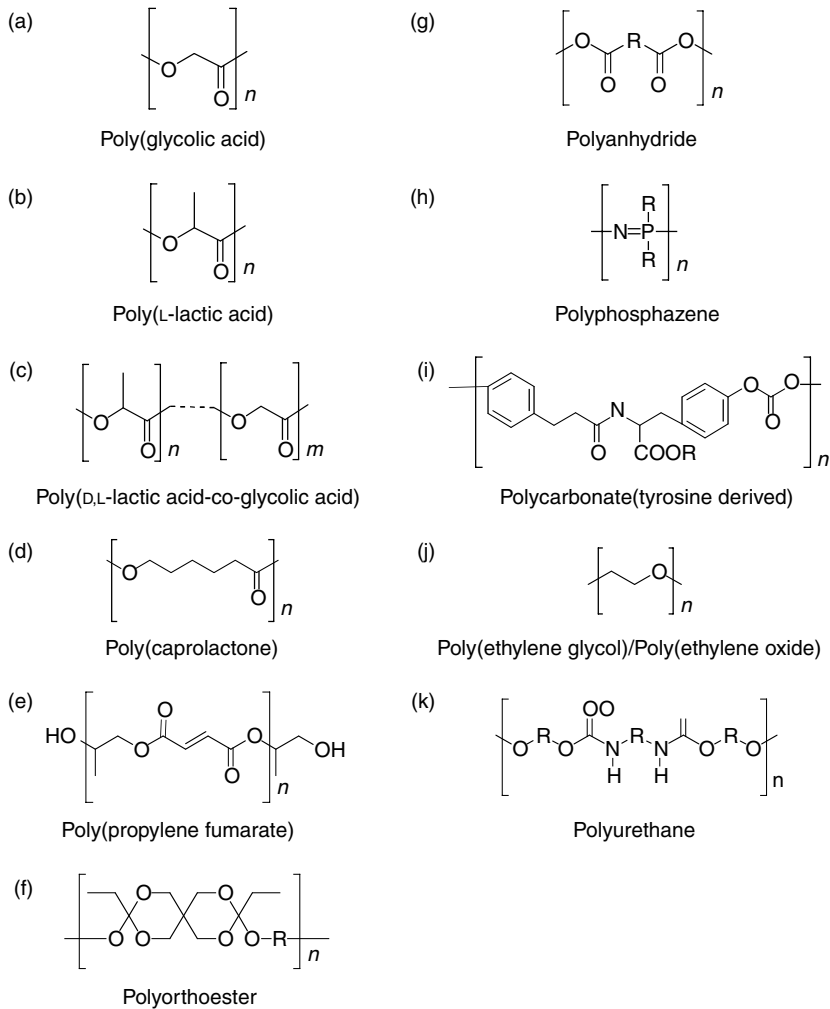 (a)
O
O
n
Poly(glycolic acid)
(b)
O
O
n
Poly(L-lactic acid)
(c)
O
O
n
O
O
m
Poly(D,L-lactic acid-co-glycolic acid)
(d)
O
O
n
Poly(caprolactone)
(e)
HO
O
O
O
O
OH
n
Poly(propylene fumarate)
(f)
O
O
O
O
O
O
R
n
Polyorthoester
(g)
O
R
O
O
O
n
Polyanhydride
(h)
R
N=P
R
n
Polyphosphazene
(i)
O
O
N
O
O
COOR
n
Polycarbonate(tyrosine derived)
(j)
O
n
Poly(ethylene glycol)/Poly(ethylene oxide)
(k)
OO
O
R
O
N
R
N
O
R
O
H
H
n
Polyurethane